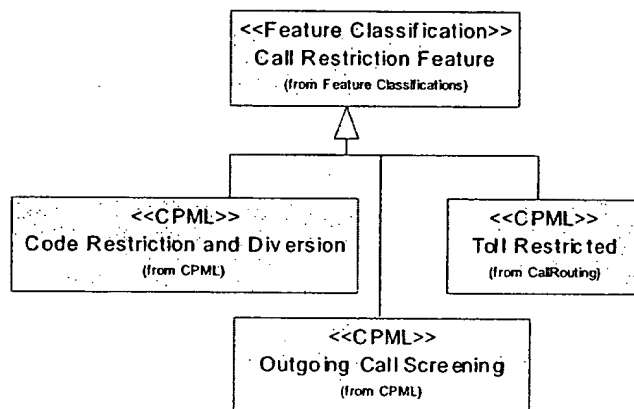 <<Feature Classification>>
Call Restriction Feature
(from Feature Classifications)
<<CPML>>
Code Restriction and Diversion
(from CPML)
<<CPML>>
Toll Restricted
(from CallRouting)
<<CPML>>
Outgoing Call Screening
(from CPML)